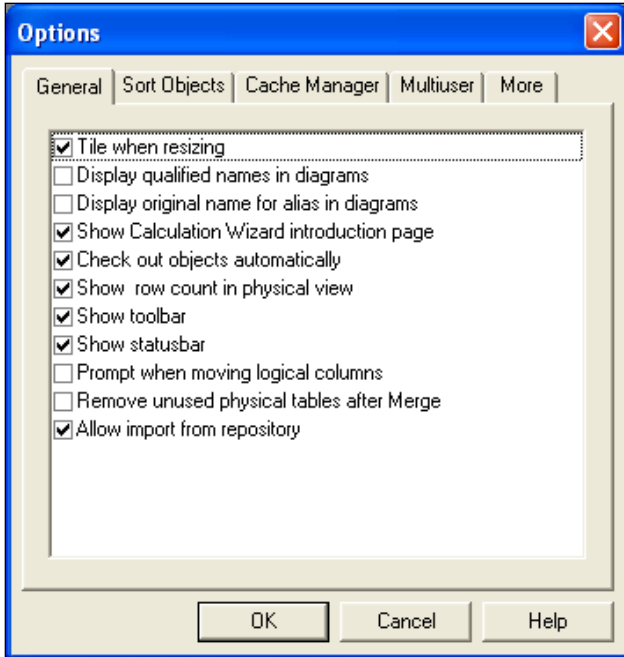 Options
General Sort Objects Cache Manager Multiuser More
Tile when resizing
Display qualified names in diagrams
Display original name for alias in diagrams
Show Calculation Wizard introduction page
Check out objects automatically
Show  row count in physical view
Show toolbar
Show statusbar
Prompt when moving logical columns
Remove unused physical tables after Merge
Allow import from repository
OK Cancel Help